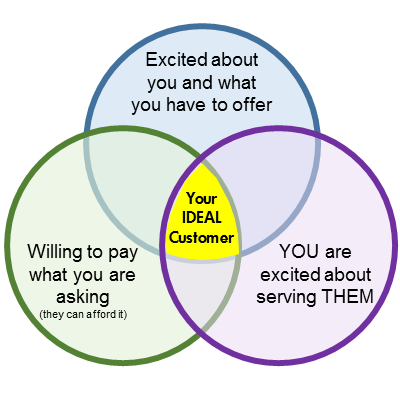 Excited about
you and what
you have to offer
Your
IDEAL
Customer
Willing to pay
what you are
asking
(they can afford it)
YOU are
excited about
serving THEM